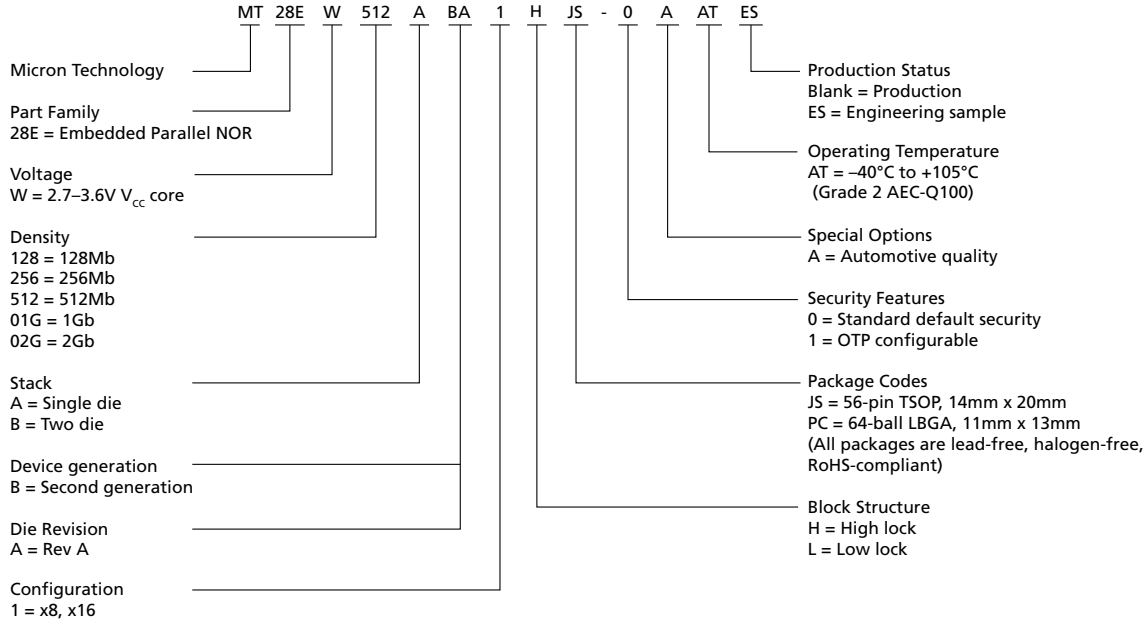 MT 28E W 512 A BA 1 H JS - 0 A AT ES
Micron Technology
Part Family
28E = Embedded Parallel NOR
Voltage
W = 2.7–3.6V Vcc core
Density
128 = 128Mb
256 = 256Mb
512 = 512Mb
01G = 1Gb
02G = 2Gb
Stack
A = Single die
B = Two die
Device generation
B = Second generation
Die Revision
A = Rev A
Configuration
1 = x8, x16
Production Status
Blank = Production
ES = Engineering sample
Operating Temperature
AT = –40°C to +105°C
(Grade 2 AEC-Q100)
Special Options
A = Automotive quality
Security Features
0 = Standard default security
1 = OTP configurable
Package Codes
JS = 56-pin TSOP, 14mm x 20mm
PC = 64-ball LBGA, 11mm x 13mm
(All packages are lead-free, halogen-free,
RoHS-compliant)
Block Structure
H = High lock
L = Low lock